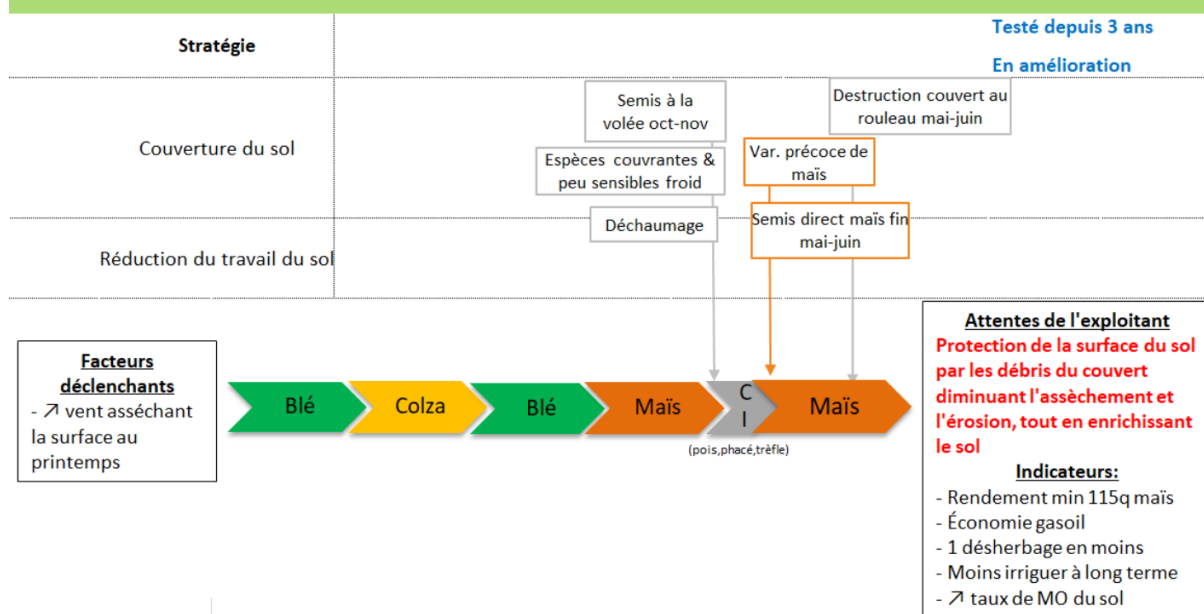 Stratégie
Testé depuis 3 ans
En amélioration
Couverture du sol
Semis à la
volée oct-nov
Destruction couvert au
rouleau mai-juin
Espèces couvrantes &
peu sensibles froid
Var. précoce de
maïs
Déchaumage
Semis direct maïs fin
mai-juin
Réduction du travail du sol
Facteurs
déclenchants
- ↗ vent asséchant
la surface au
printemps
Blé
Colza
Blé
Maïs
C
I
Maïs
(pois,phacé,trèfle)
Attentes de l'exploitant
Protection de la surface du sol
par les débris du couvert
diminuant l'assèchement et
l'érosion, tout en enrichissant
le sol
Indicateurs:
- Rendement min 115q maïs
- Économie gasoil
- 1 désherbage en moins
- Moins irriguer à long terme
- ↗ taux de MO du sol